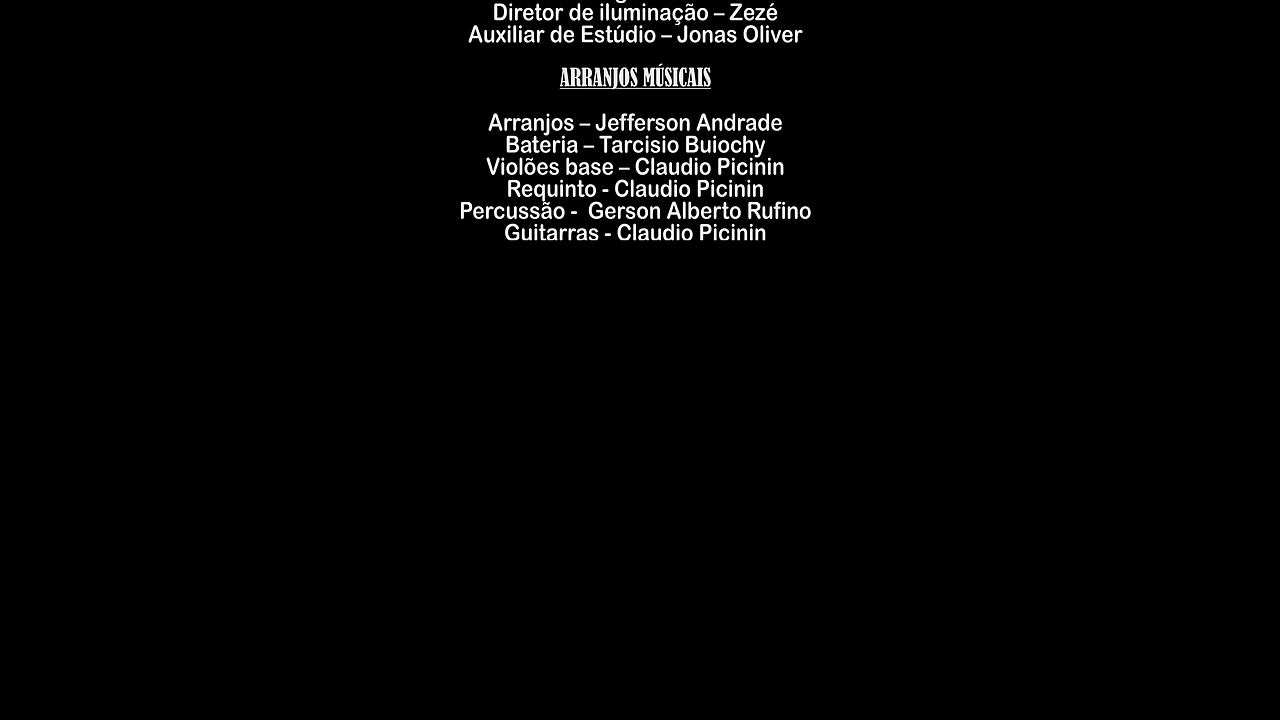 Diretor de iluminação – Zezé
Auxiliar de Estúdio – Jonas Oliver
ARRANJOS MÚSICAIS
Arranjos – Jefferson Andrade
Bateria – Tarcisio Buiochy
Violões base – Claudio Picinin
Requinto - Claudio Picinin
Percussão -  Gerson Alberto Rufino
Guitarras - Claudio Picinin